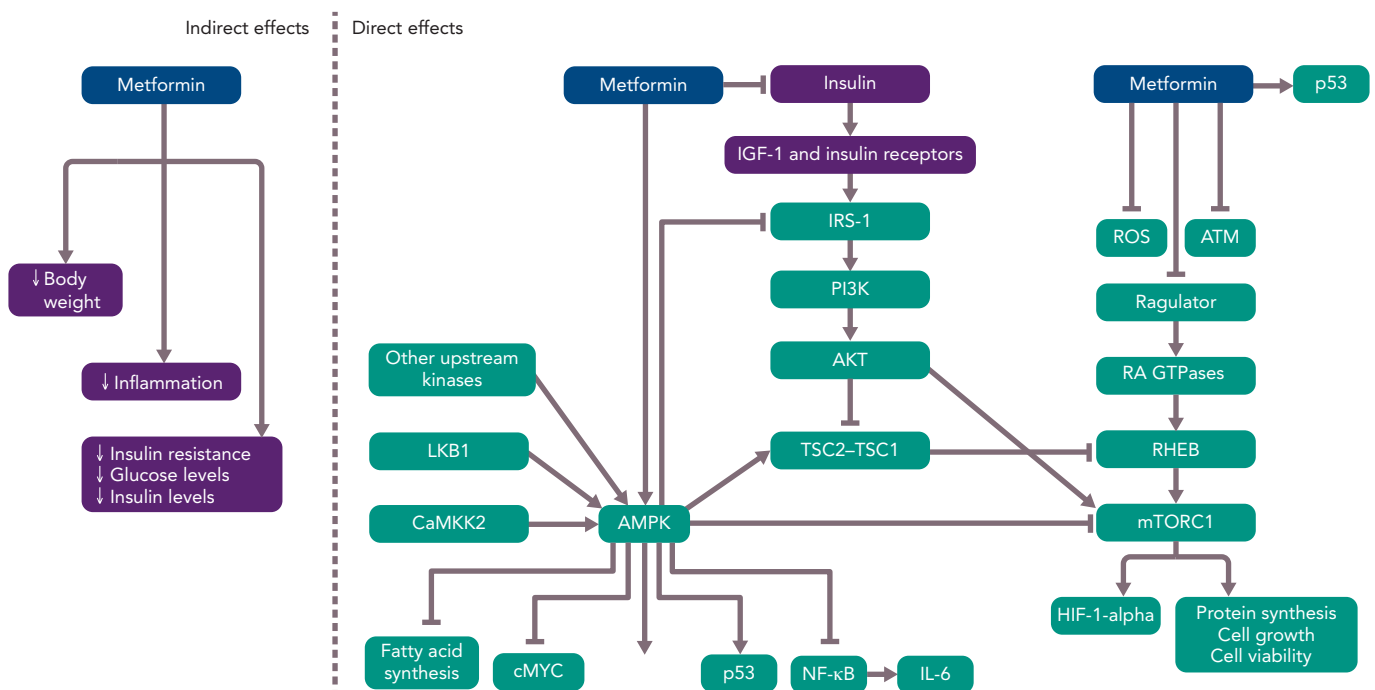 Indirect effects
Direct effects
Metformin
↓ Body
weight
↓ Inflammation
↓ Insulin resistance
↓ Glucose levels
↓ Insulin levels
Metformin
Insulin
IGF-1 and insulin receptors
IRS-1
PI3K
AKT
TSC2–TSC1
Other upstream
kinases
LKB1
CaMKK2
AMPK
Fatty acid
synthesis
cMYC
p53
NF-κB
IL-6
Metformin
p53
ROS
ATM
Ragulator
RA GTPases
RHEB
mTORC1
HIF-1-alpha
Protein synthesis
Cell growth
Cell viability